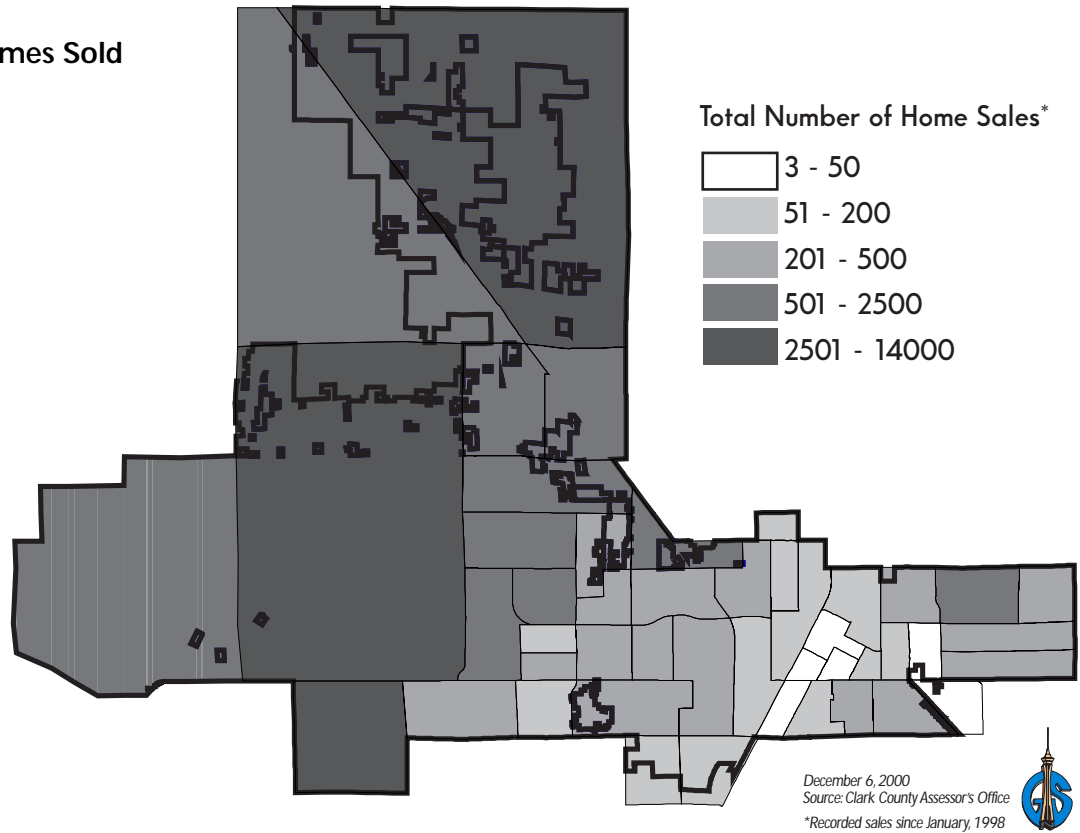 mes Sold
Total Number of Home Sales*
3 - 50
51 - 200
201 - 500
501 - 2500
2501 - 14000
December 6, 2000
Source: Clark County Assessor's Office
*Recorded sales since January, 1998
GS